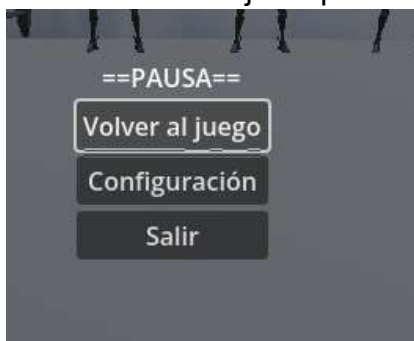 ==PAUSA==
Volver al juego
Configuración
Salir